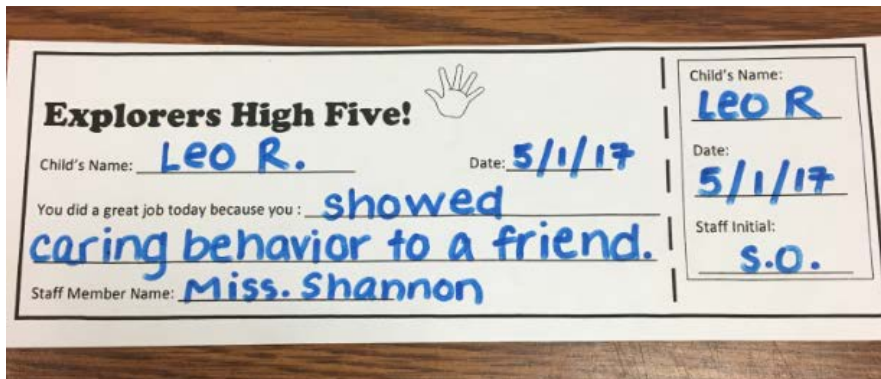 Explorers High Five!
Child's Name: Leo R. Date: 5/1/17
You did a great job today because you : showed
caring behavior to a friend.
Staff Member Name: Miss. Shannon
Child's Name:
Leo R
Date:
5/1/17
Staff Initial:
S.O.